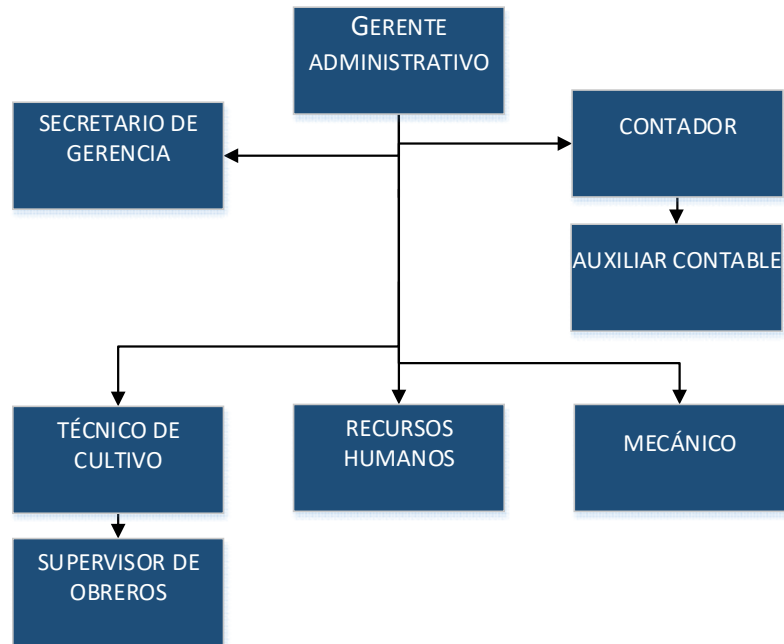 GERENTE
ADMINISTRATIVO
SECRETARIO DE
GERENCIA
CONTADOR
AUXILIAR CONTABLE
TÉCNICO DE
CULTIVO
RECURSOS
HUMANOS
MECÁNICO
SUPERVISOR DE
OBREROS